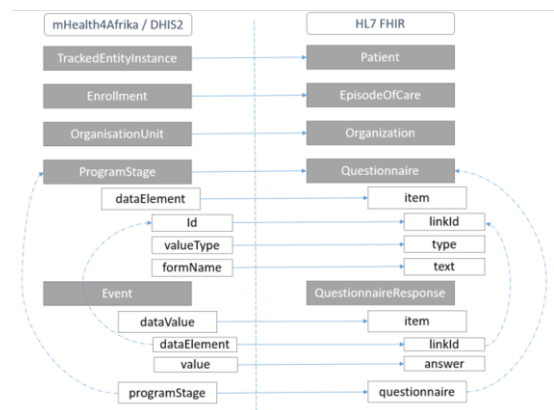 mHealth4Afrika / DHIS2 HL7 FHIR
TrackedEntityInstance Patient
Enrollment EpisodeOfCare
OrganisationUnit Organization
ProgramStage Questionnaire
dataElement item
Id linkId
valueType type
formName text
Event QuestionnaireResponse
dataValue item
dataElement linkId
value answer
programStage questionnaire